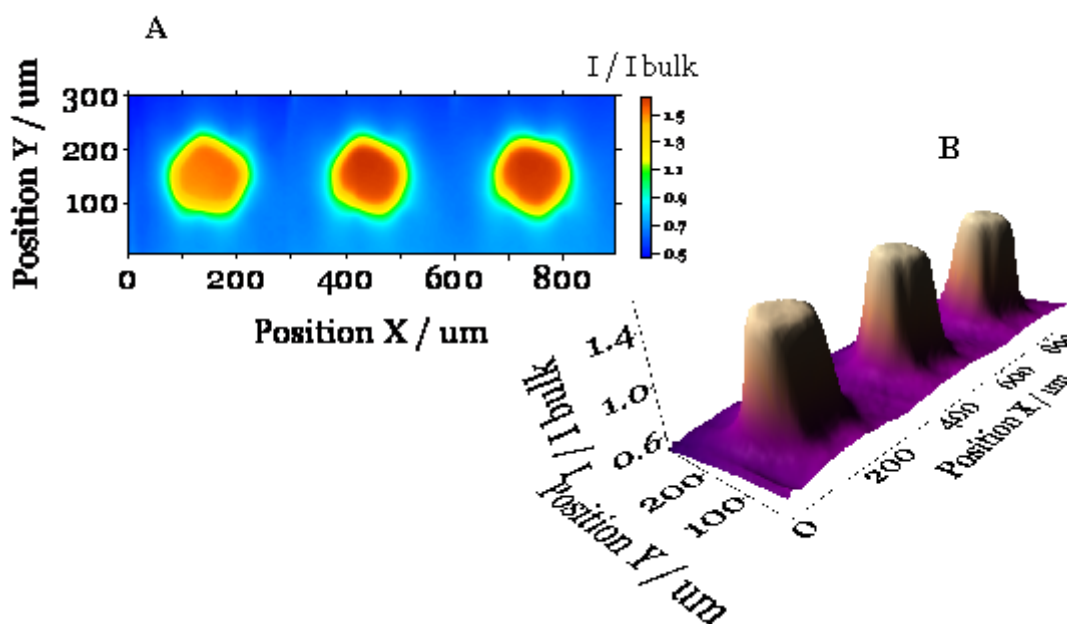 A
I / I bulk
Position Y / um
300
200
100
1.5
1.3
1.1
0.9
0.7
0.5
0 200 400 600 800
Position X / um
B
I / I bulk
1.4
1.0
0.6
Position Y / um
200
100
0
200
400
600
800
Position X / um